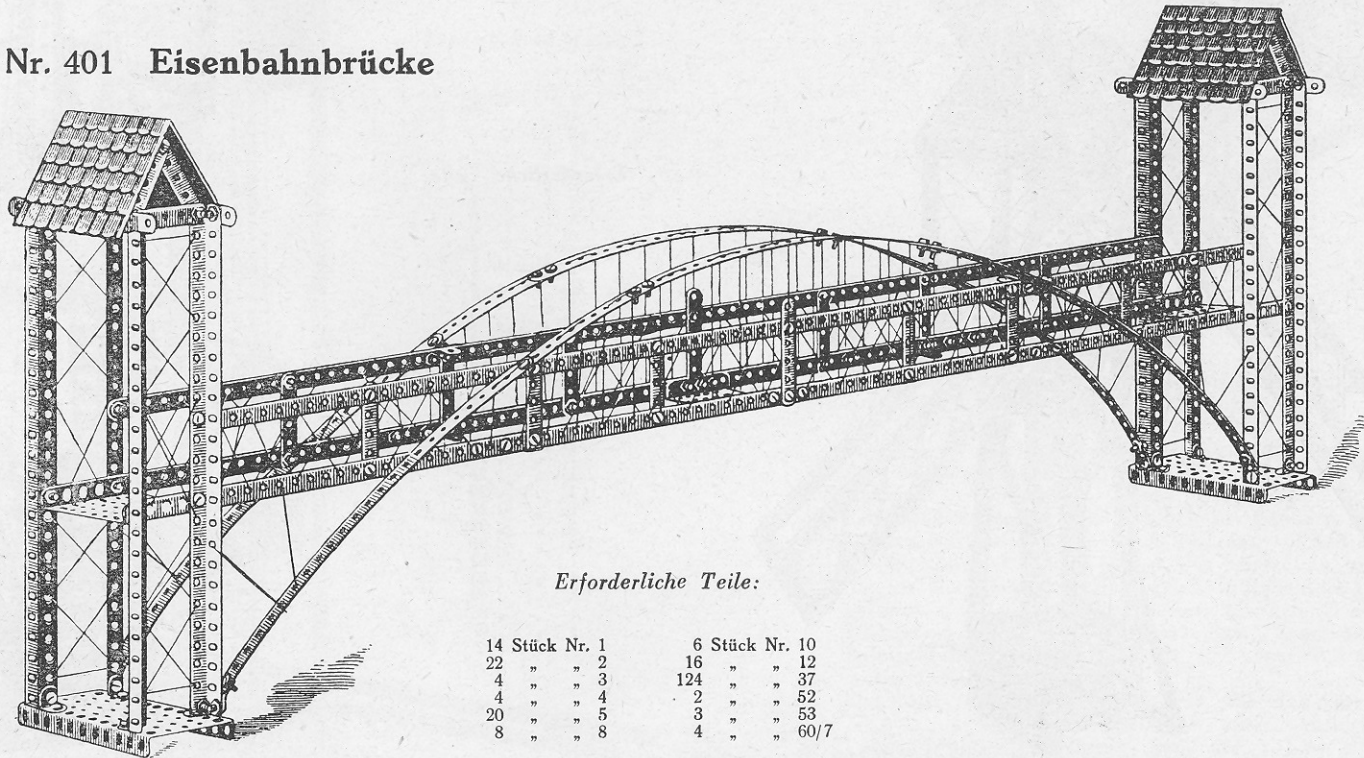 Nr. 401 Eisenbahnbrücke
Erforderliche Teile:
14 Stück Nr. 1 6 Stück Nr. 10
22 „ „ 2 16 „ „ 12
4 „ „ 3 124 „ „ 37
4 „ „ 4 2 „ „ 52
20 „ „ 5 3 „ „ 53
8 „ „ 8 4 „ „ 60/7